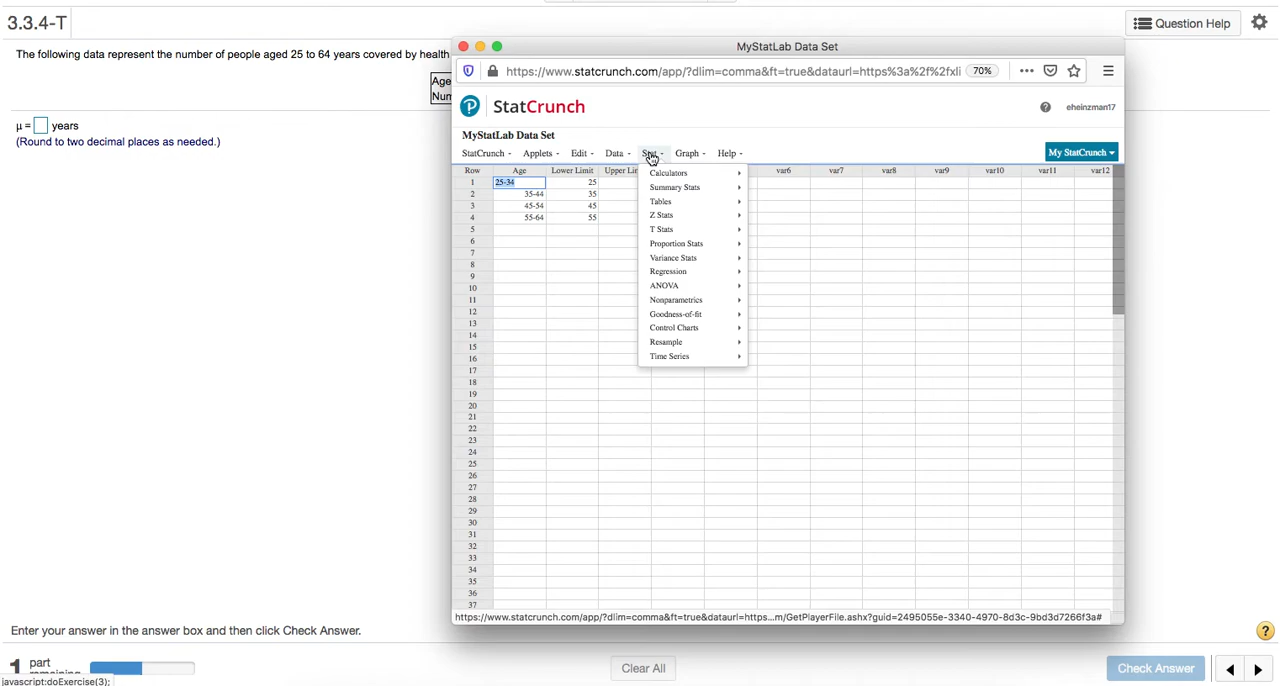 3.3.4-T
Question Help
The following data represent the number of people aged 25 to 64 years covered by health
Age
Num
μ = years
(Round to two decimal places as needed.)
MyStatLab Data Set
https://www.statcrunch.com/app/?dlim=comma&ft=true&dataurl=https%3a%2f%2fxli
70%
StatCrunch
eheinzman17
MyStatLab Data Set
StatCrunch Applets Edit Data Stat Graph Help
My StatCrunch
Row Age Lower Limit Upper Lim var6 var7 var8 var9 var10 var11 var12
1 25-34 25
2 35-44 35
3 45-54 45
4 55-64 55
5
6
7
8
9
10
11
12
13
14
15
16
17
18
19
20
21
22
23
24
25
26
27
28
29
30
31
32
33
34
35
36
37
Calculators
Summary Stats
Tables
Z Stats
T Stats
Proportion Stats
Variance Stats
Regression
ANOVA
Nonparametrics
Goodness-of-fit
Control Charts
Resample
Time Series
https://www.statcrunch.com/app/?dlim=comma&ft=true&dataurl=https...m/GetPlayerFile.ashx?guid=2495055e-3340-4970-8d3c-9bd3d7266f3a#
Enter your answer in the answer box and then click Check Answer.
1 part
remaining
javascript:doExercise(3);
Clear All
Check Answer